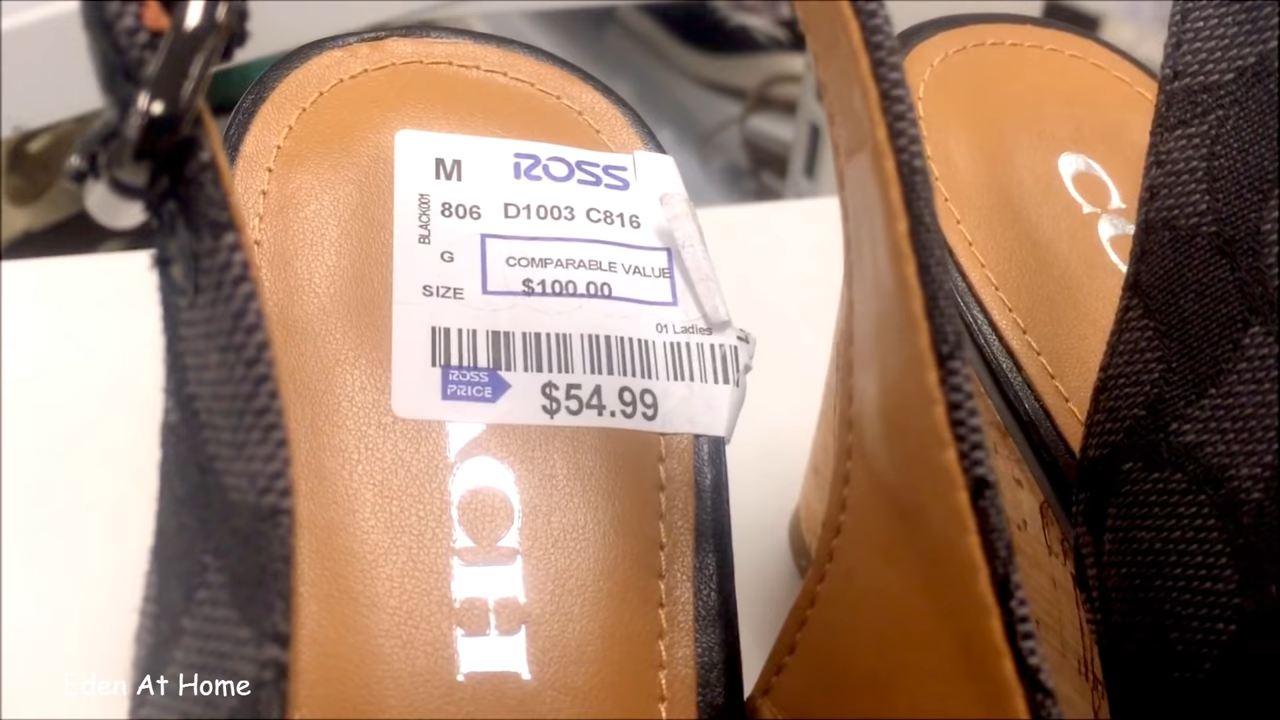 M ROSS
BLACK001
806 D1003 C816
G
COMPARABLE VALUE
$100.00
SIZE
01 Ladies
ROSS
PRICE
$54.99
CH
Eden At Home